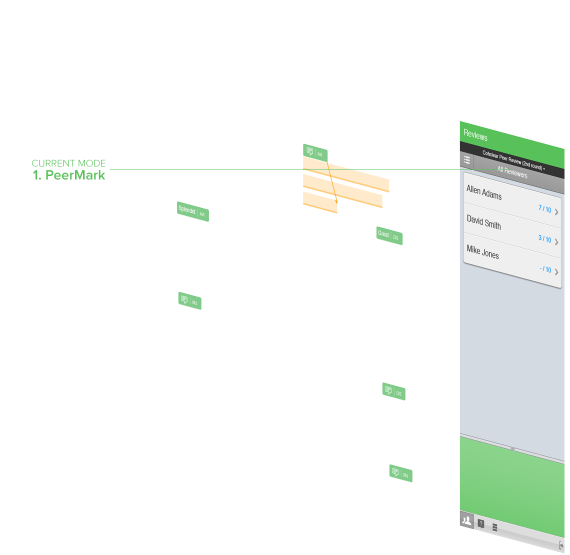 Reviews
Coleslaw Peer Review (2nd round)
All Reviewers
CURRENT MODE
1. PeerMark
Allen Adams
7 / 10
David Smith
3 / 10
Mike Jones
- / 10
Splendid
Good